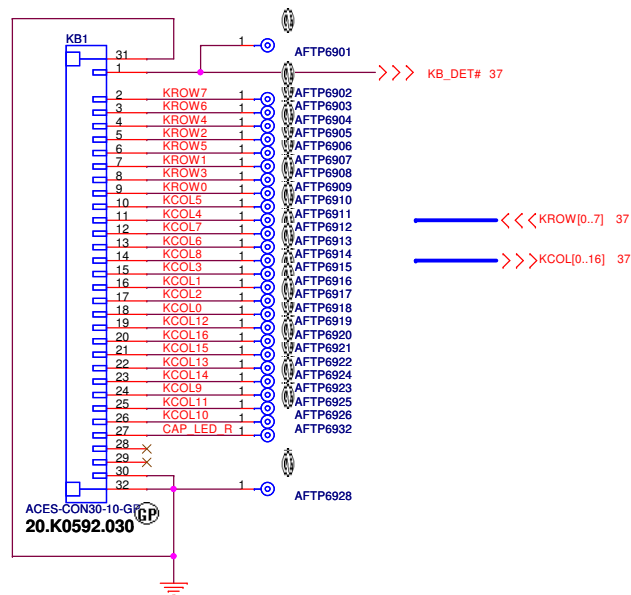 KB1
31
1
1
AFTP6901
KB_DET# 37
2 KROW7 1 AFTP6902
3 KROW6 1 AFTP6903
4 KROW4 1 AFTP6904
5 KROW2 1 AFTP6905
6 KROW5 1 AFTP6906
7 KROW1 1 AFTP6907
8 KROW3 1 AFTP6908
9 KROW0 1 AFTP6909
10 KCOL5 1 AFTP6910
11 KCOL4 1 AFTP6911
12 KCOL7 1 AFTP6912
13 KCOL6 1 AFTP6913
14 KCOL8 1 AFTP6914
15 KCOL3 1 AFTP6915
16 KCOL1 1 AFTP6916
17 KCOL2 1 AFTP6917
18 KCOL0 1 AFTP6918
19 KCOL12 1 AFTP6919
20 KCOL16 1 AFTP6920
21 KCOL15 1 AFTP6921
22 KCOL13 1 AFTP6922
23 KCOL14 1 AFTP6924
24 KCOL9 1 AFTP6923
25 KCOL11 1 AFTP6925
26 KCOL10 1 AFTP6926
27 CAP_LED_R 1 AFTP6932
28
29
30
32
1
AFTP6928
KROW[0..7] 37
KCOL[0..16] 37
ACES-CON30-10-GP
GP
20.K0592.030